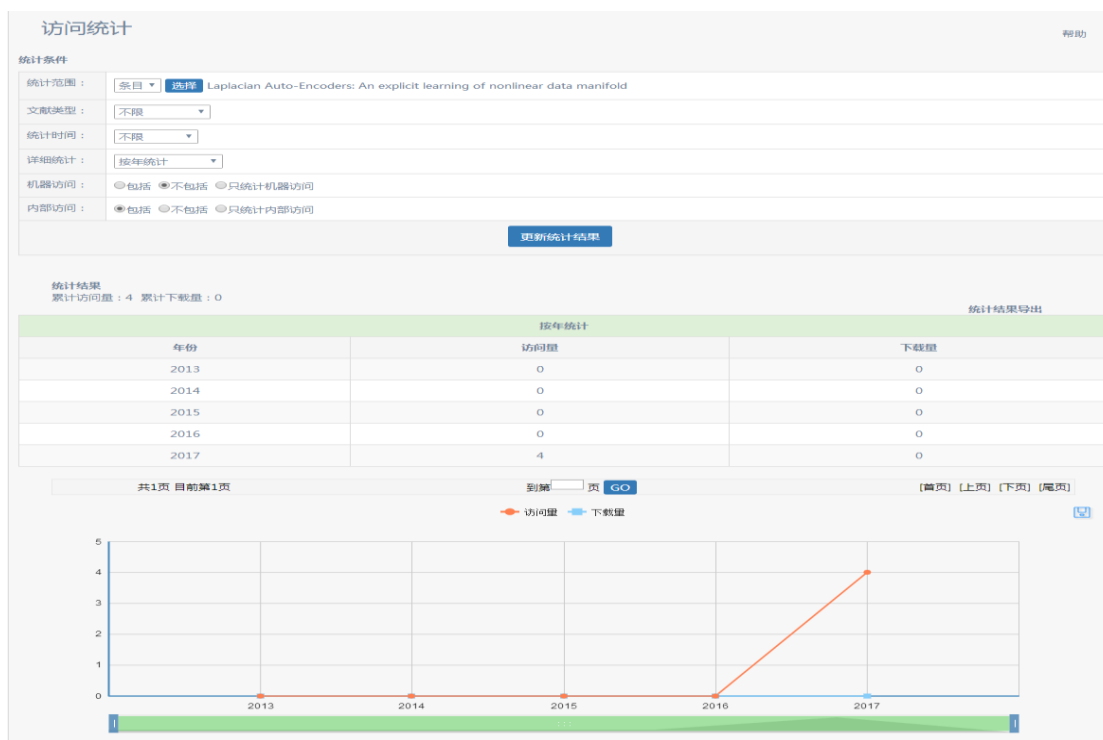 访问统计
帮助
统计条件
统计范围： 条目 选择 Laplacian Auto-Encoders: An explicit learning of nonlinear data manifold
文献类型： 不限
统计时间： 不限
详细统计： 按年统计
机器访问： 包括 不包括 只统计机器访问
内部访问： 包括 不包括 只统计内部访问
更新统计结果
统计结果
累计访问量：4 累计下载量：0
统计结果导出
按年统计
年份 访问量 下载量
2013 0 0
2014 0 0
2015 0 0
2016 0 0
2017 4 0
共1页 目前第1页 到第 页 GO [首页] [上页] [下页] [尾页]
访问量 下载量
5
4
3
2
1
0
2013 2014 2015 2016 2017